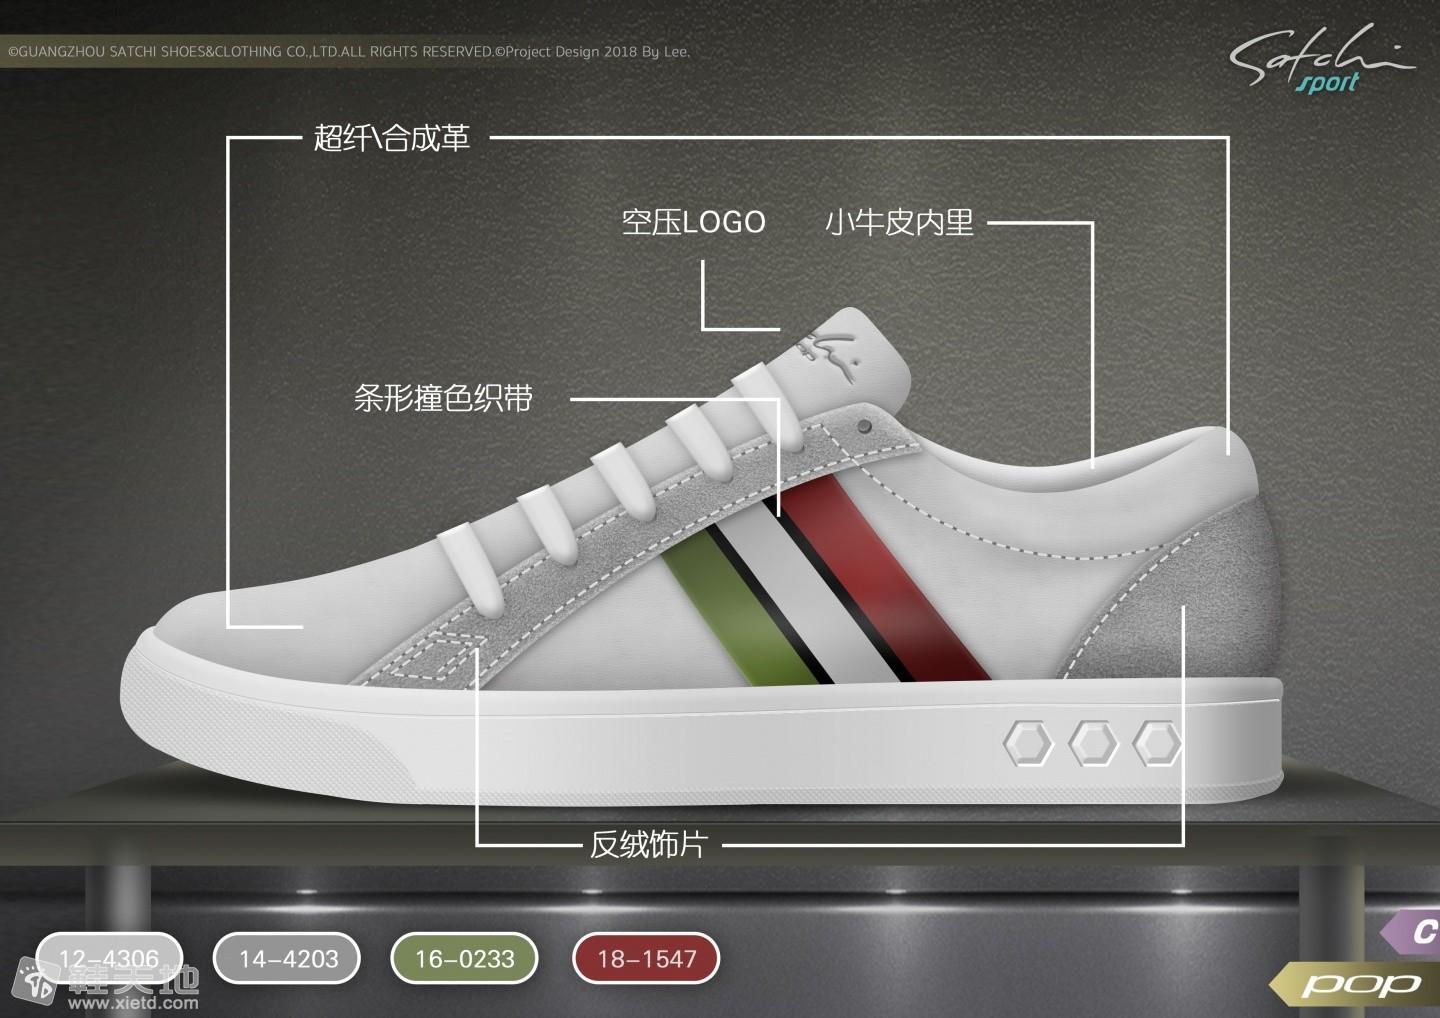 ©GUANGZHOU SATCHI SHOES&CLOTHING CO.,LTD.ALL RIGHTS RESERVED.©Project Design 2018 By Lee.
Satchi
sport
超纤\合成革
空压LOGO
小牛皮内里
条形撞色织带
反绒饰片
12-4306
14-4203
16-0233
18-1547
C
pop
鞋天地
www.xietd.com